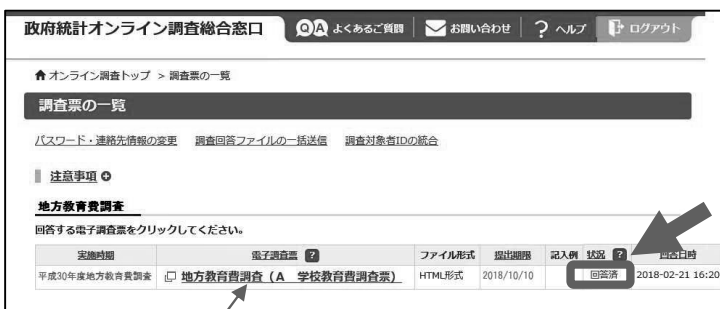 政府統計オンライン調査総合窓口 Q&A よくあるご質問 お問い合わせ ? ヘルプ ログアウト
オンライン調査トップ > 調査票の一覧
調査票の一覧
パスワード・連絡先情報の変更 調査回答ファイルの一括送信 調査対象者IDの統合
注意事項
地方教育費調査
回答する電子調査票をクリックしてください。
実施時期 電子調査票 ? ファイル形式 提出期限 記入例 状況 ? 回答日時
平成30年度地方教育費調査 地方教育費調査（A 学校教育費調査票） HTML形式 2018/10/10 回答済 2018-02-21 16:20